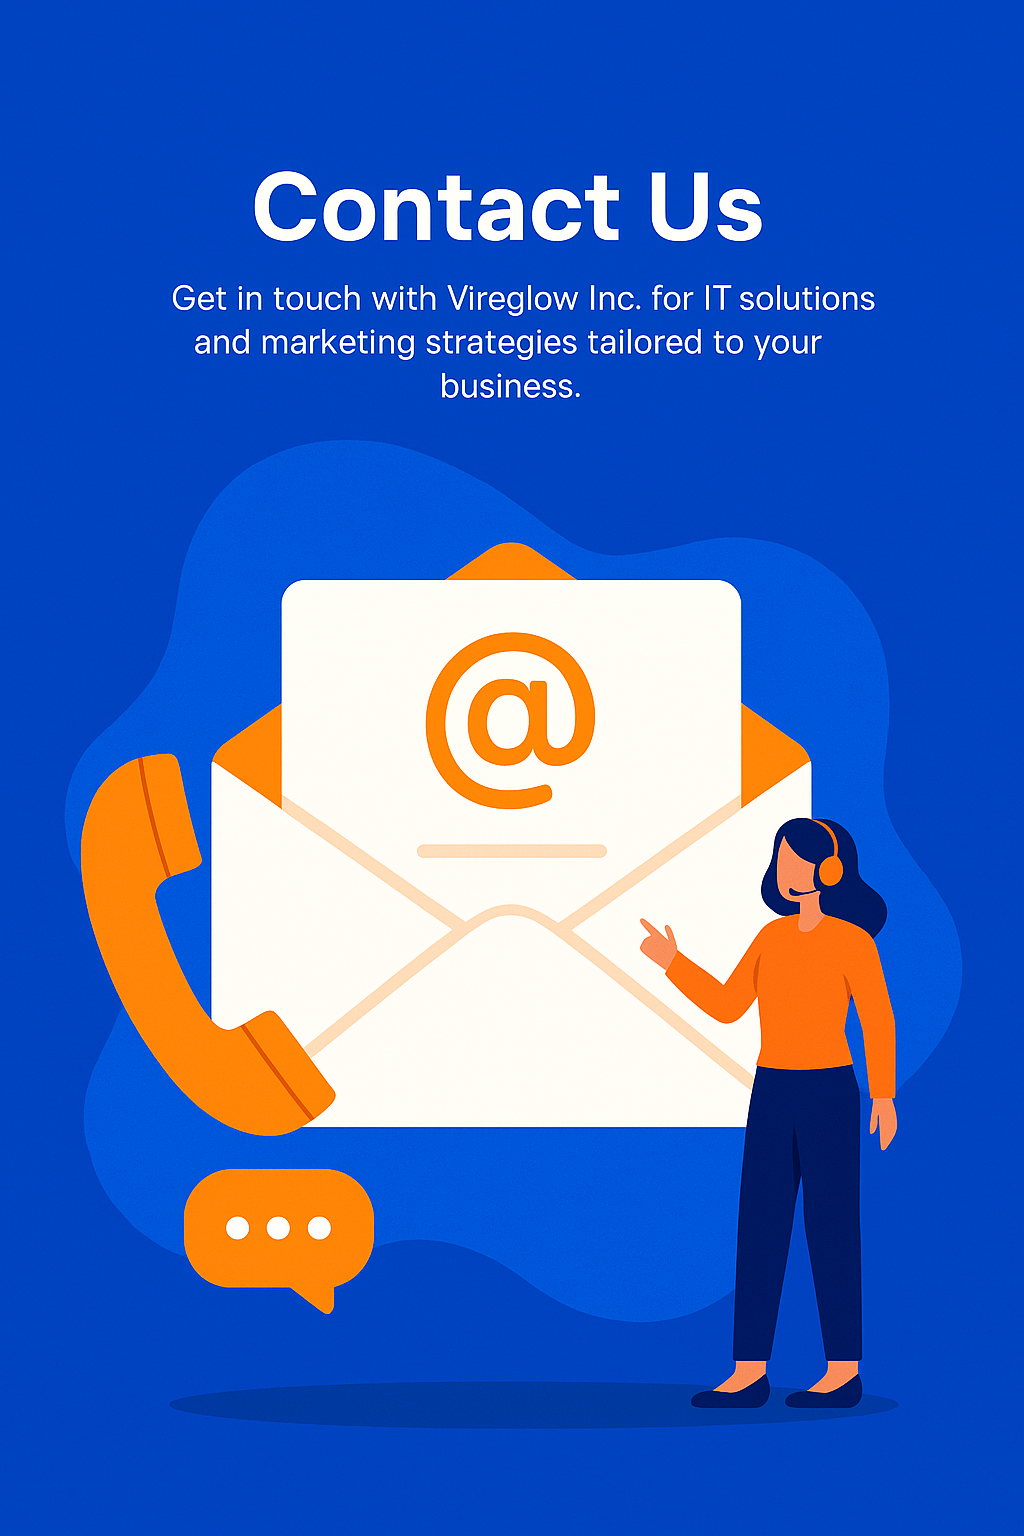 Contact Us
Get in touch with Vireglow Inc. for IT solutions
and marketing strategies tailored to your
business.
@